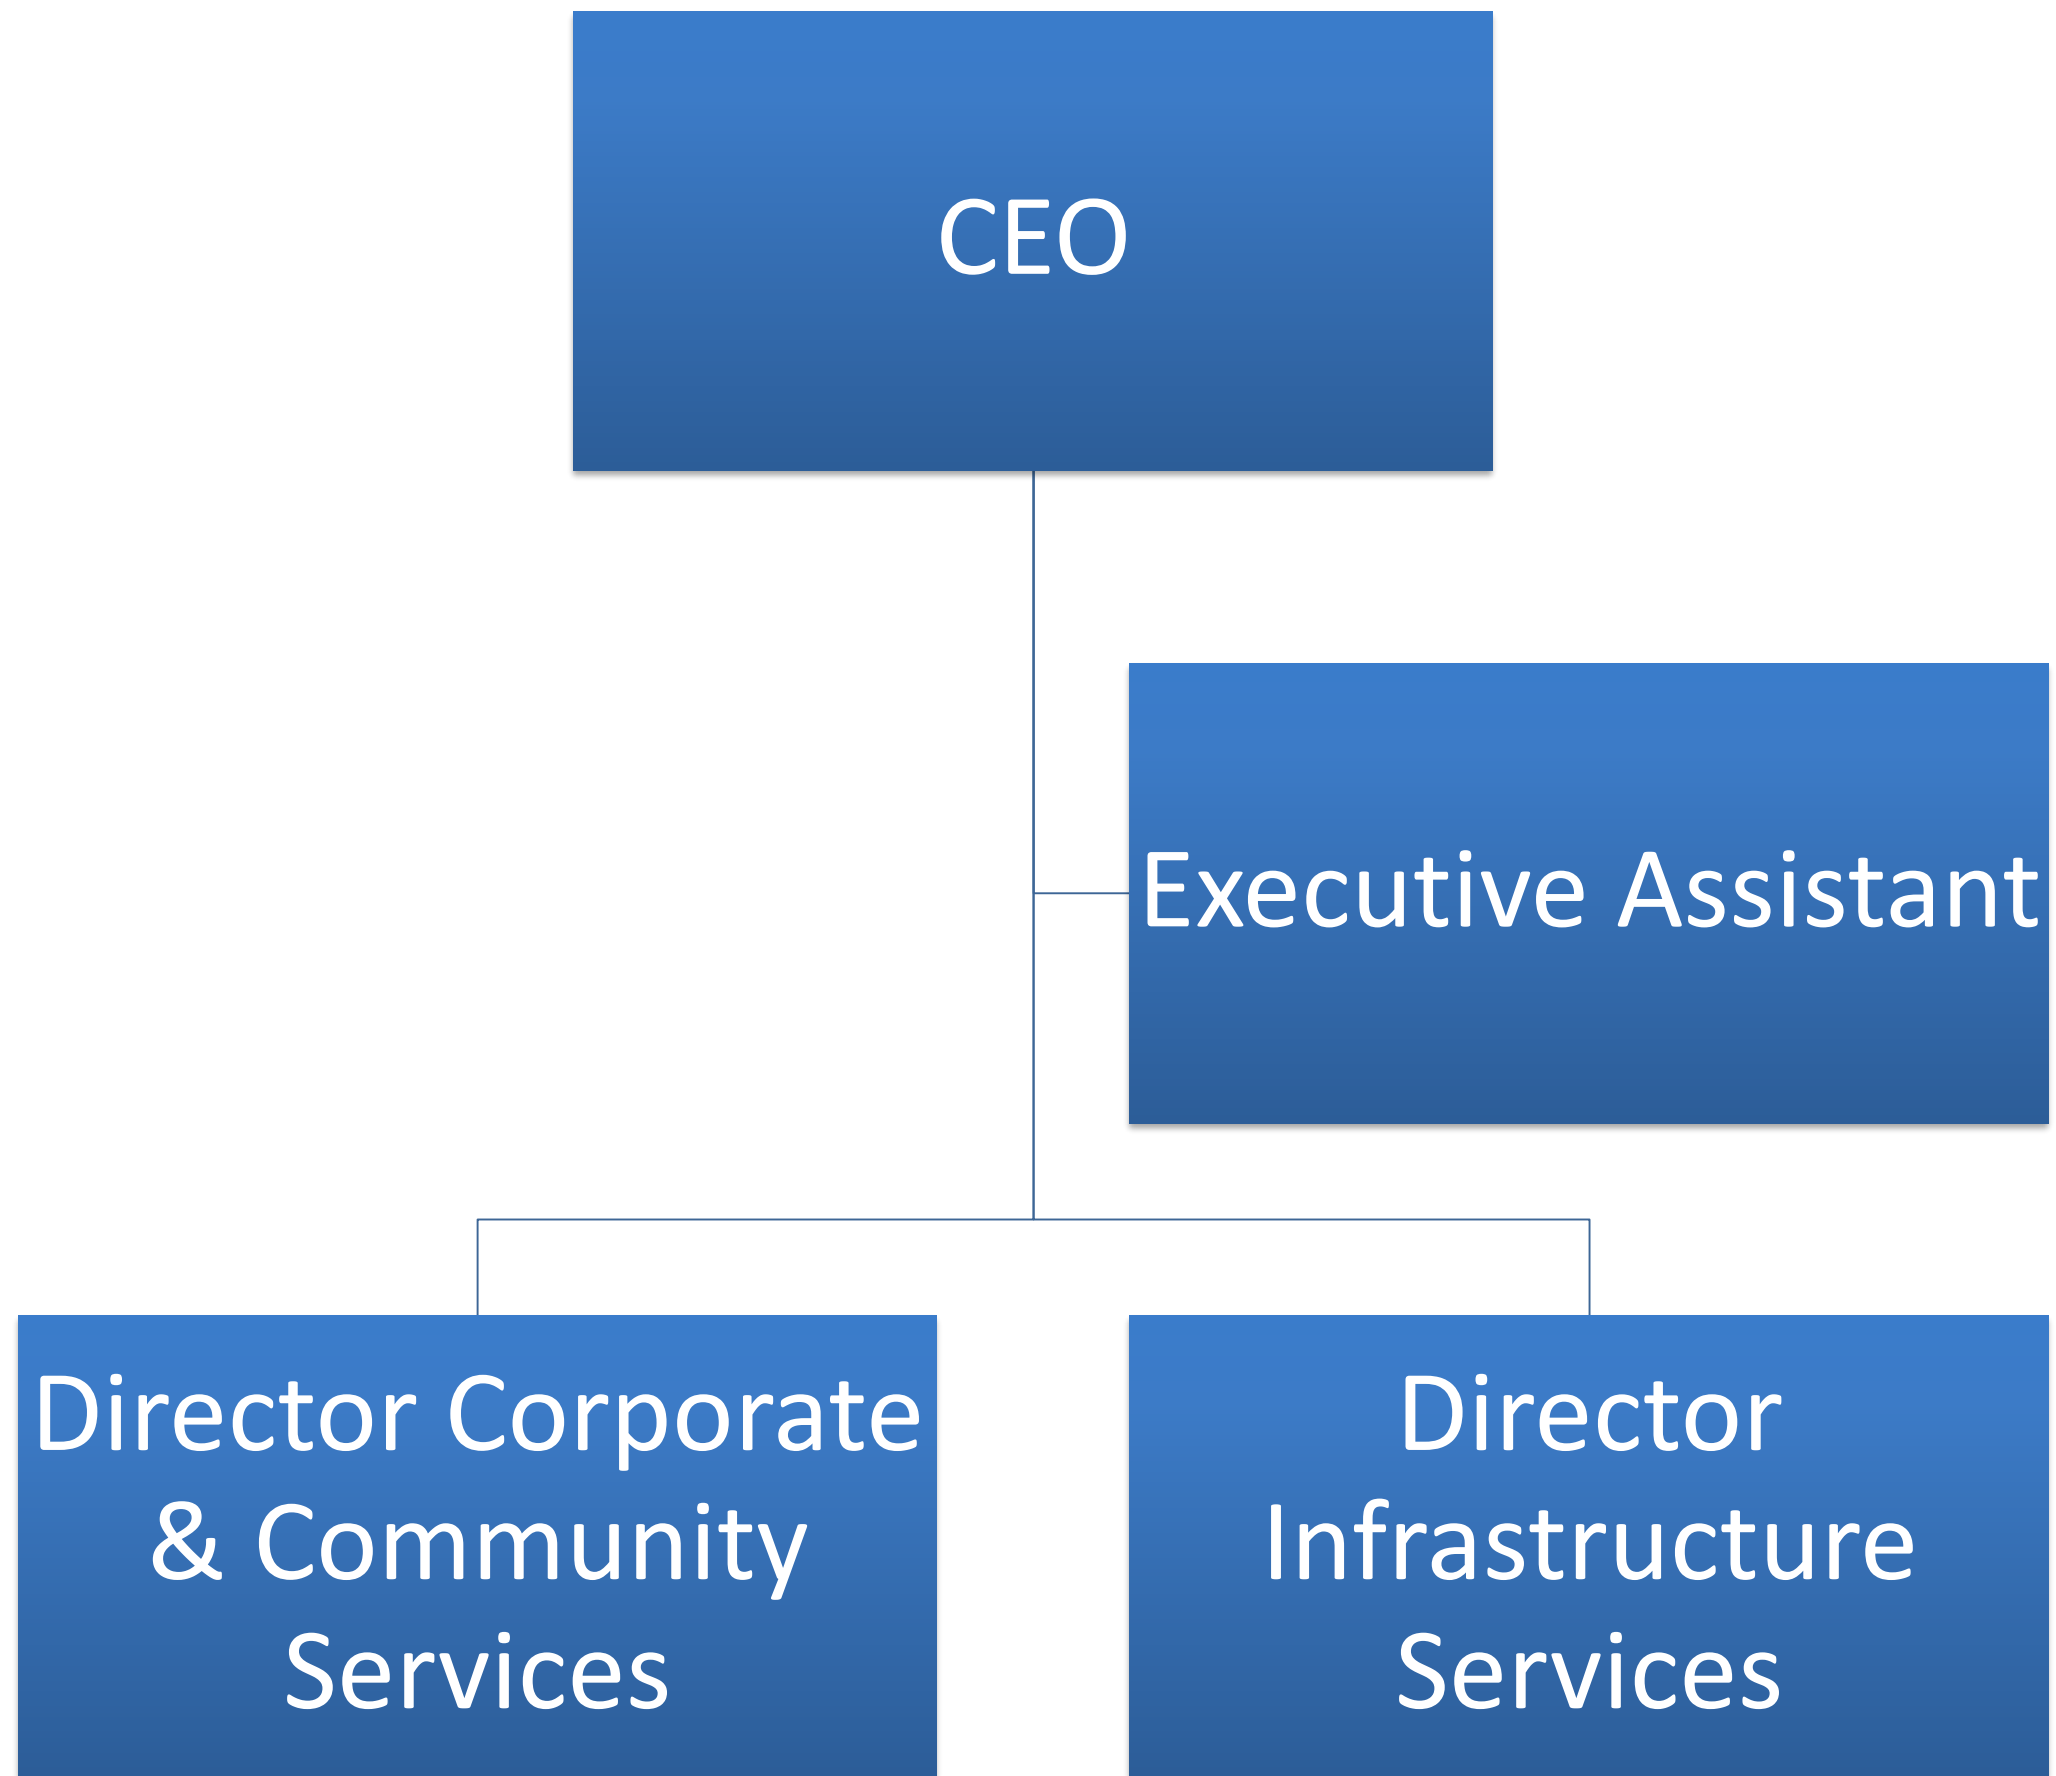 CEO
Executive Assistant
Director Corporate
& Community
Services
Director
Infrastructure
Services